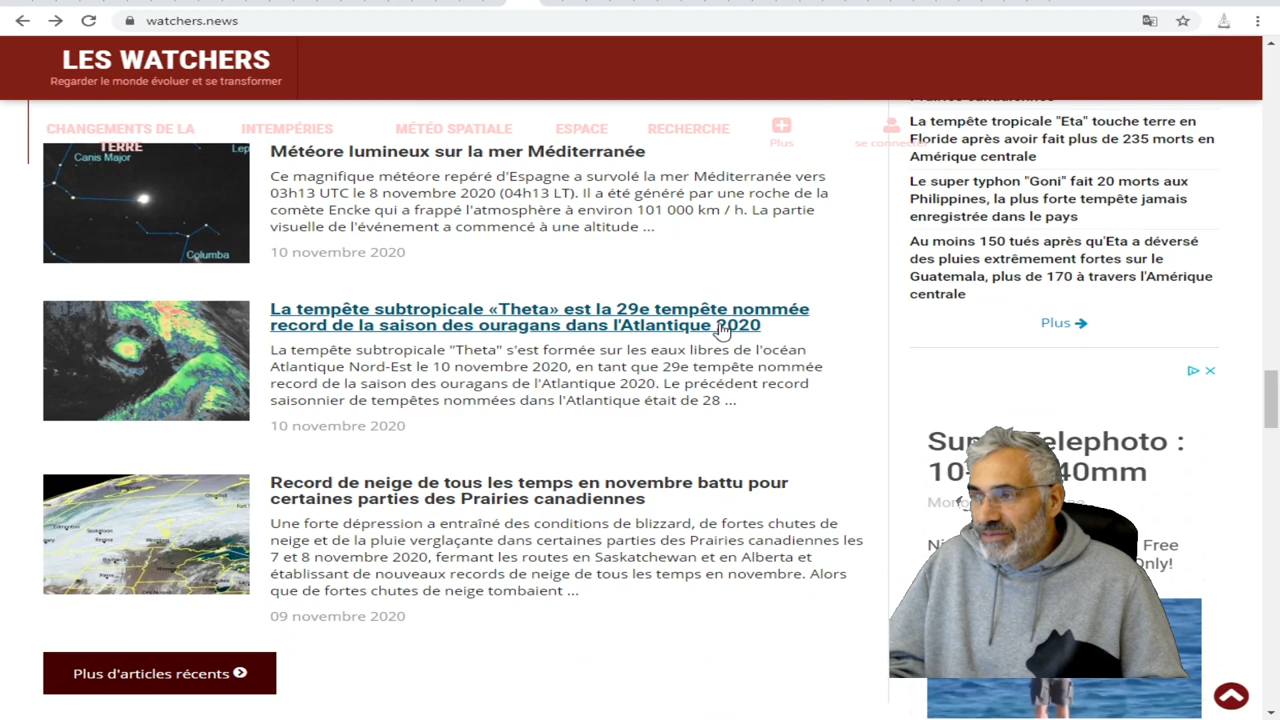 watchers.news
LES WATCHERS
Regarder le monde évoluer et se transformer
CHANGEMENTS DE LA
TERRE
INTEMPÉRIES
MÉTÉO SPATIALE
ESPACE
RECHERCHE
Plus
se connecter
Canis Major
Lep
Columba
Météore lumineux sur la mer Méditerranée
Ce magnifique météore repéré d'Espagne a survolé la mer Méditerranée vers
03h13 UTC le 8 novembre 2020 (04h13 LT). Il a été généré par une roche de la
comète Encke qui a frappé l'atmosphère à environ 101 000 km / h. La partie
visuelle de l'événement a commencé à une altitude ...
10 novembre 2020
La tempête subtropicale «Theta» est la 29e tempête nommée
record de la saison des ouragans dans l'Atlantique 2020
La tempête subtropicale "Theta" s'est formée sur les eaux libres de l'océan
Atlantique Nord-Est le 10 novembre 2020, en tant que 29e tempête nommée
record de la saison des ouragans de l'Atlantique 2020. Le précédent record
saisonnier de tempêtes nommées dans l'Atlantique était de 28 ...
10 novembre 2020
Record de neige de tous les temps en novembre battu pour
certaines parties des Prairies canadiennes
Une forte dépression a entraîné des conditions de blizzard, de fortes chutes de
neige et de la pluie verglaçante dans certaines parties des Prairies canadiennes les
7 et 8 novembre 2020, fermant les routes en Saskatchewan et en Alberta et
établissant de nouveaux records de neige de tous les temps en novembre. Alors
que de fortes chutes de neige tombaient ...
09 novembre 2020
Plus d'articles récents
Prairies canadiennes
La tempête tropicale "Eta" touche terre en
Floride après avoir fait plus de 235 morts en
Amérique centrale
Le super typhon "Goni" fait 20 morts aux
Philippines, la plus forte tempête jamais
enregistrée dans le pays
Au moins 150 tués après qu'Eta a déversé
des pluies extrêmement fortes sur le
Guatemala, plus de 170 à travers l'Amérique
centrale
Plus
Sup Telephoto :
10 40mm
Mono
Ni Free
Only!